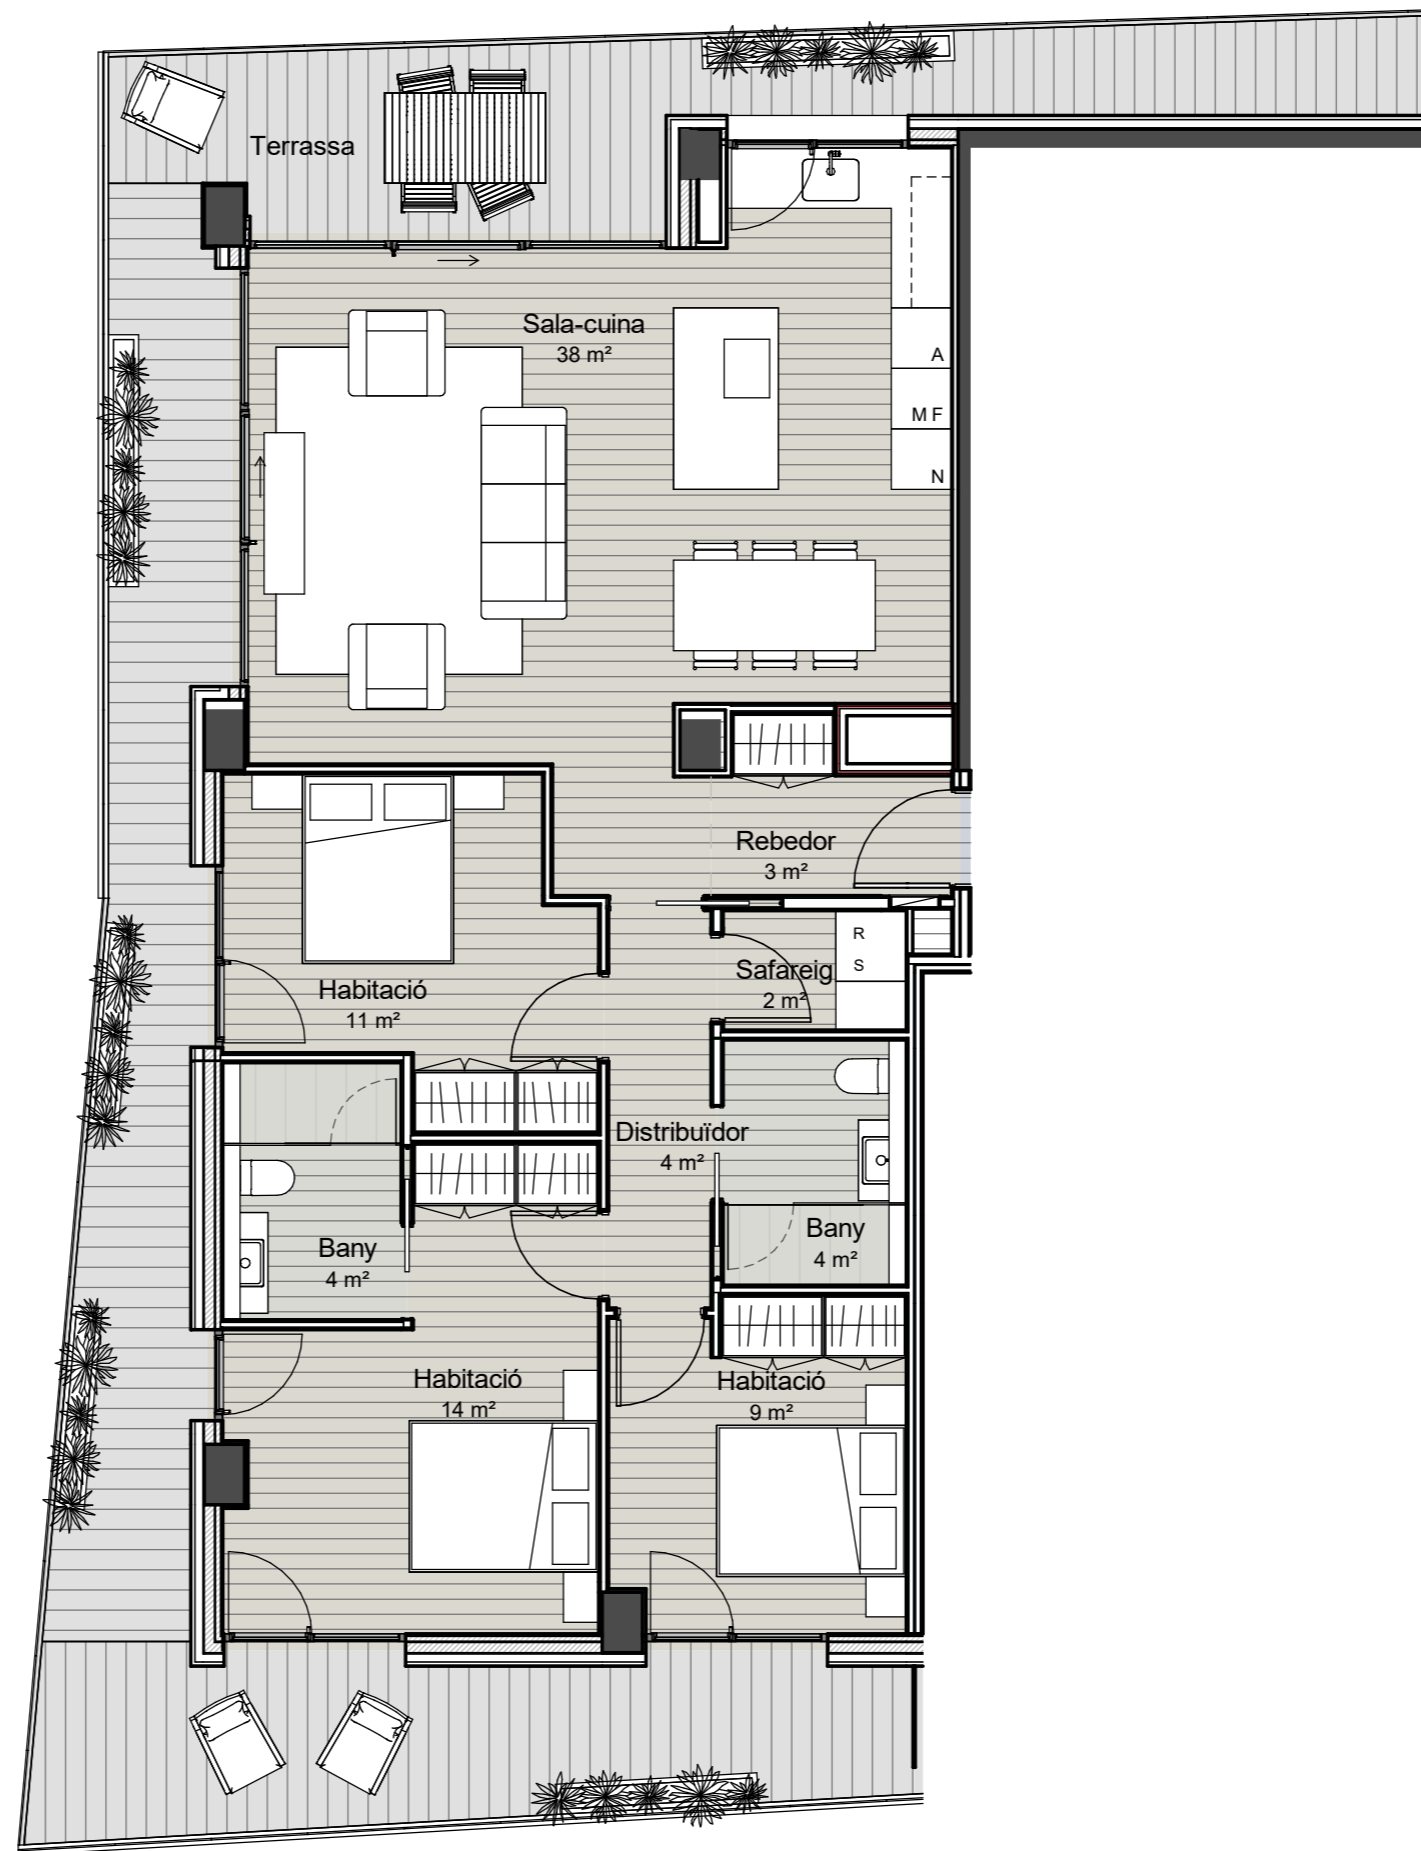 Terrassa
Sala-cuina
38 m²
A
M F
N
Rebedor
3 m²
R
S
Safareig
2 m²
Habitació
11 m²
Distribuïdor
4 m²
Bany
4 m²
Bany
4 m²
Habitació
14 m²
Habitació
9 m²